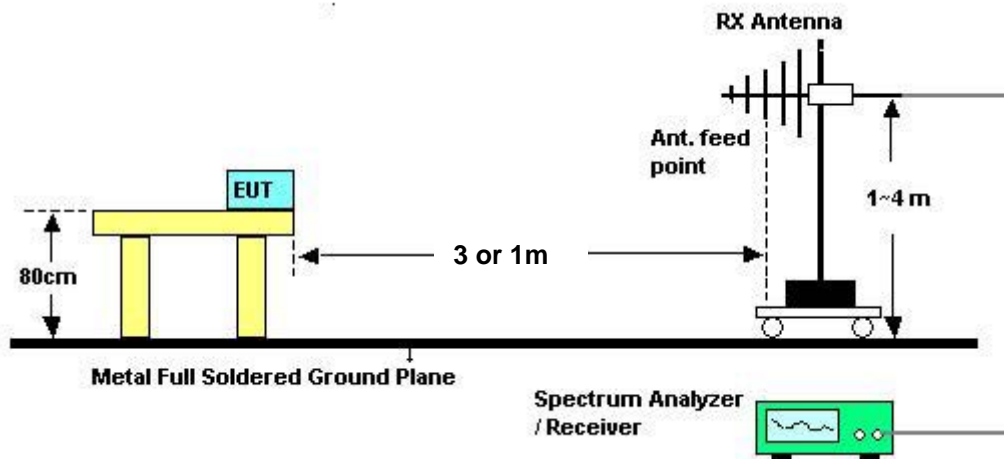 RX Antenna
Ant. feed
point
EUT
1~4 m
3 or 1m
80cm
Metal Full Soldered Ground Plane
Spectrum Analyzer
/ Receiver